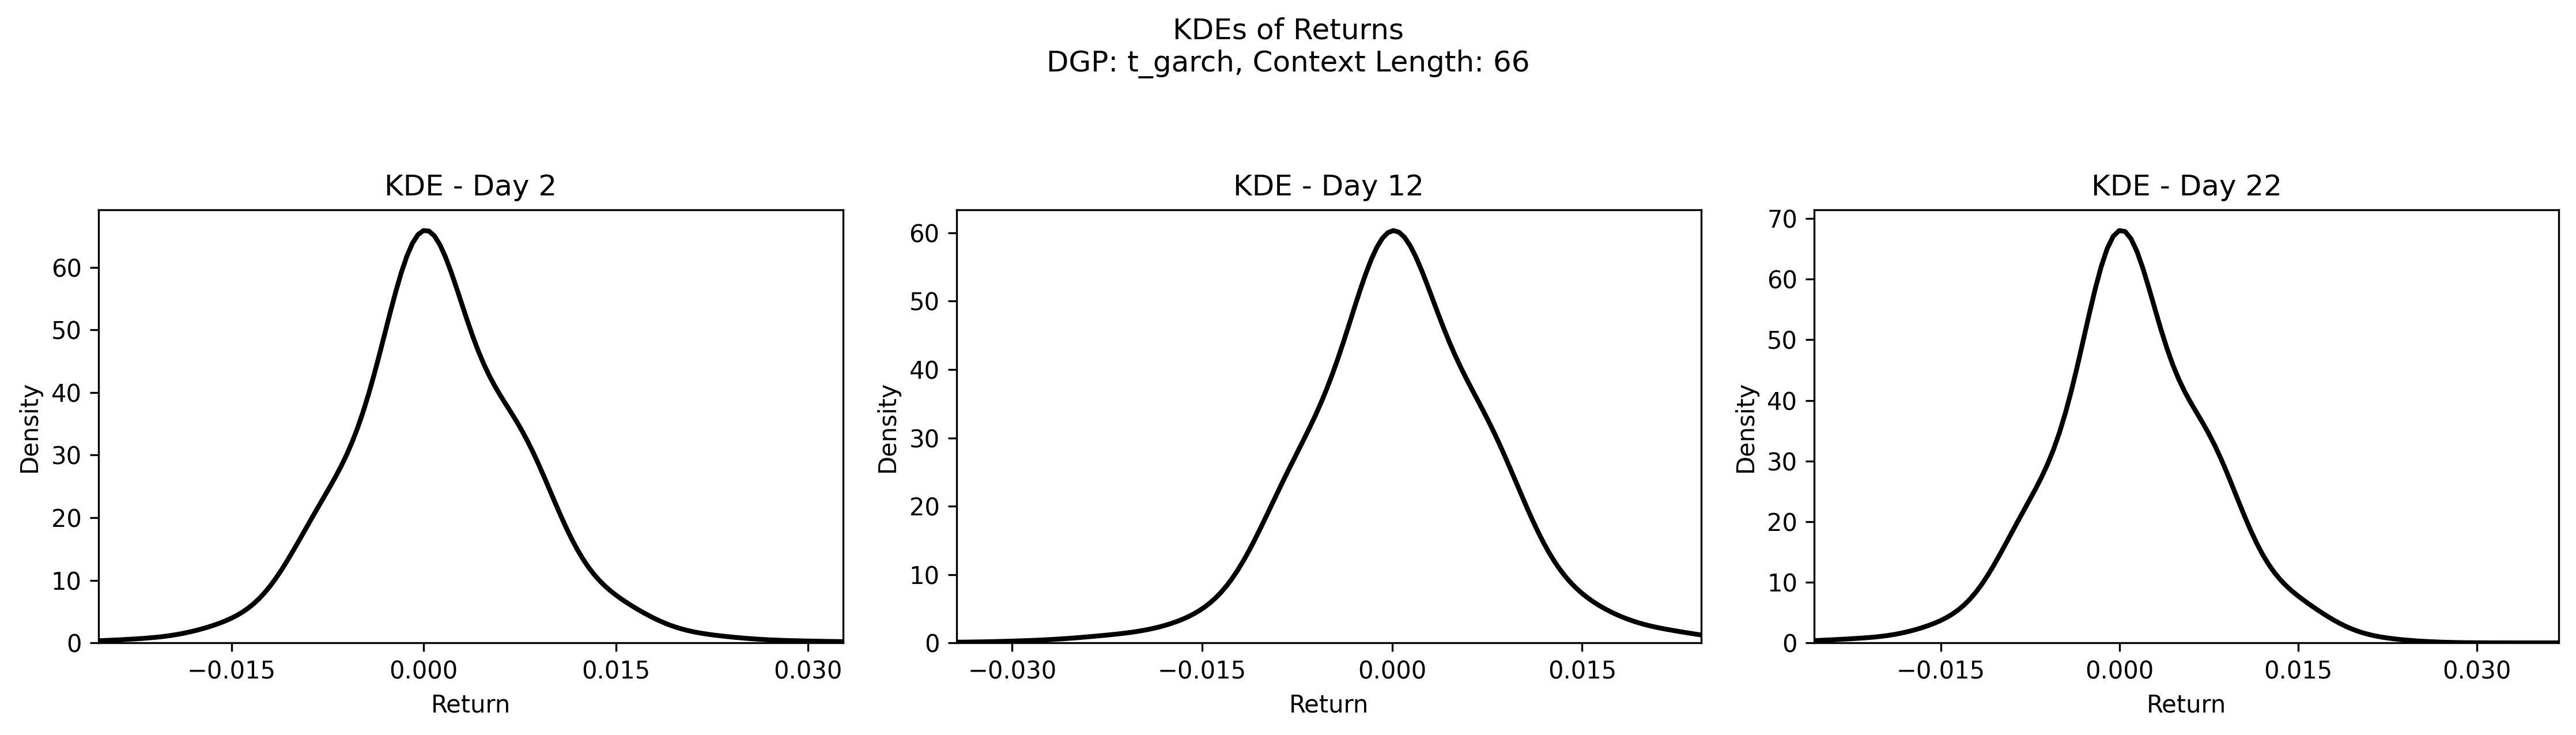 KDEs of Returns
DGP: t_garch, Context Length: 66
KDE - Day 2
Density
60
50
40
30
20
10
0
−0.015 0.000 0.015 0.030
Return
KDE - Day 12
Density
60
50
40
30
20
10
0
−0.030 −0.015 0.000 0.015
Return
KDE - Day 22
Density
70
60
50
40
30
20
10
0
−0.015 0.000 0.015 0.030
Return